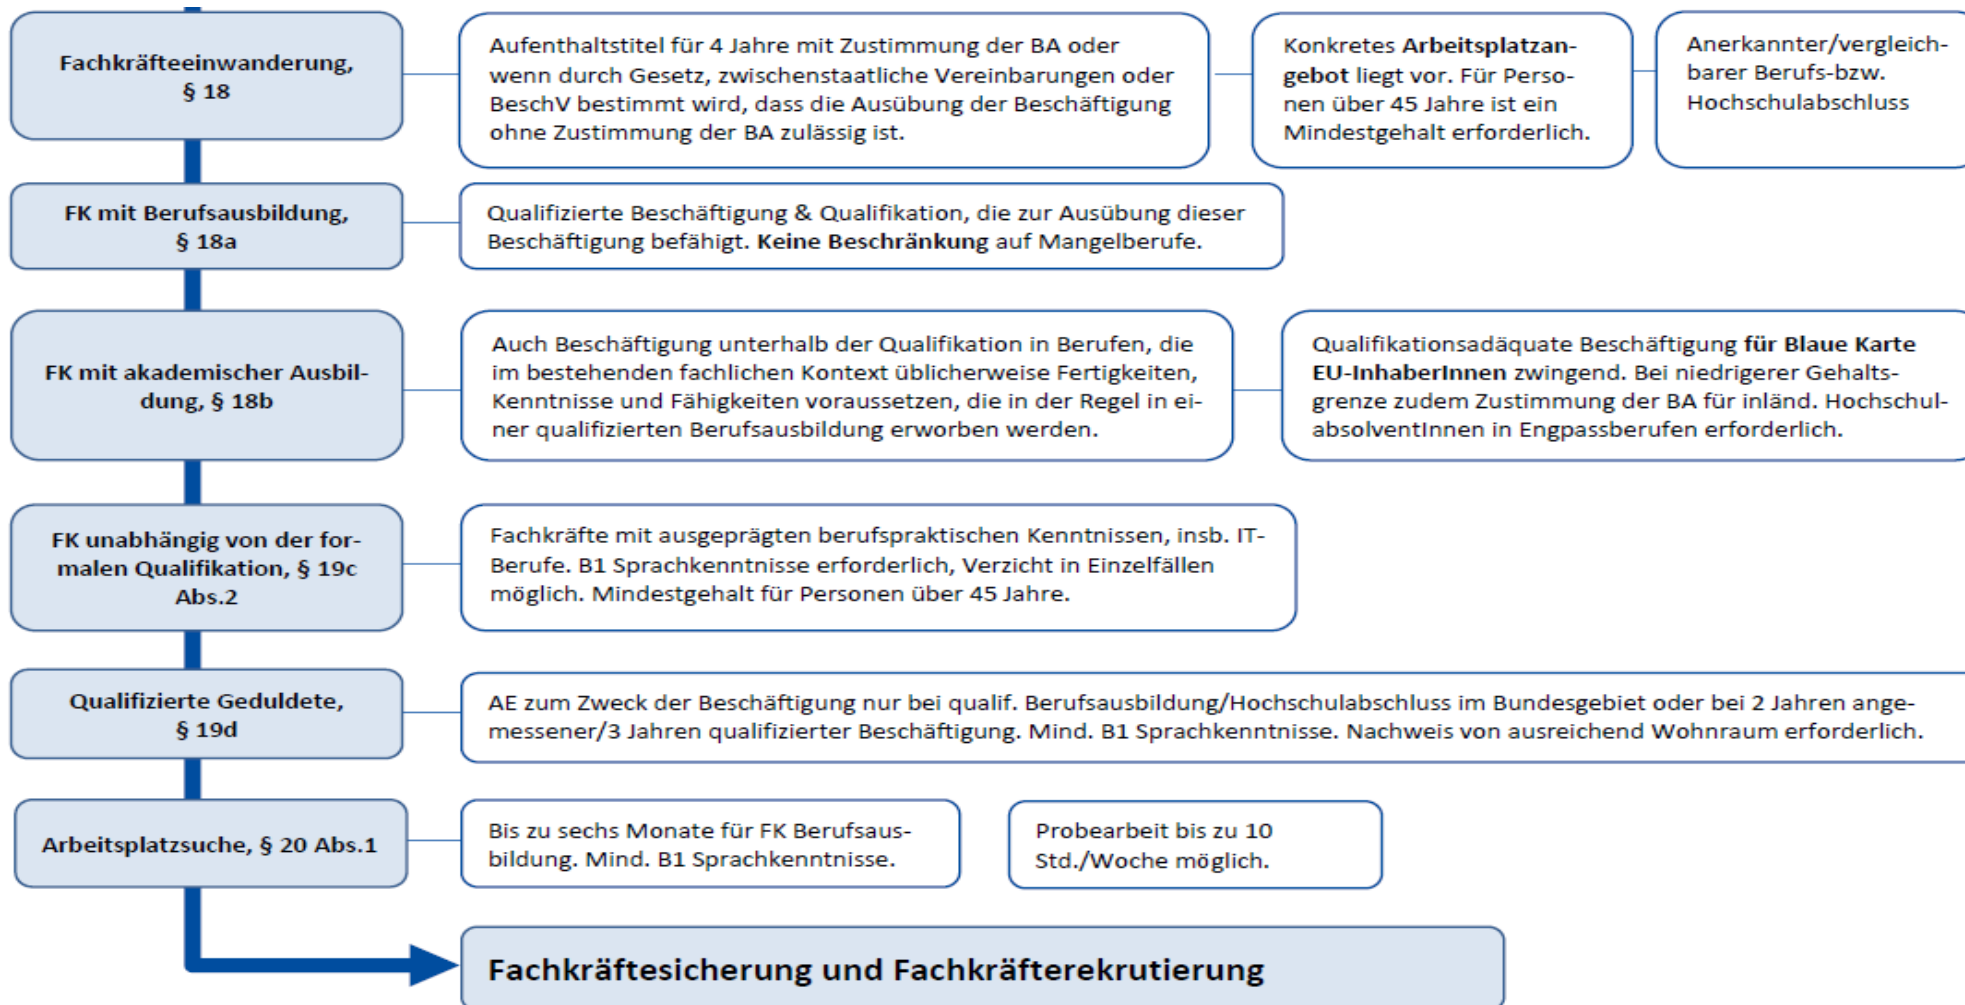 Fachkräfteeinwanderung,
§ 18
Aufenthaltstitel für 4 Jahre mit Zustimmung der BA oder
wenn durch Gesetz, zwischenstaatliche Vereinbarungen oder
BeschV bestimmt wird, dass die Ausübung der Beschäftigung
ohne Zustimmung der BA zulässig ist.
Konkretes Arbeitsplatzan-
gebot liegt vor. Für Perso-
nen über 45 Jahre ist ein
Mindestgehalt erforderlich.
Anerkannter/vergleich-
barer Berufs-bzw.
Hochschulabschluss
FK mit Berufsausbildung,
§ 18a
Qualifizierte Beschäftigung & Qualifikation, die zur Ausübung dieser
Beschäftigung befähigt. Keine Beschränkung auf Mangelberufe.
FK mit akademischer Ausbil-
dung, § 18b
Auch Beschäftigung unterhalb der Qualifikation in Berufen, die
im bestehenden fachlichen Kontext üblicherweise Fertigkeiten,
Kenntnisse und Fähigkeiten voraussetzen, die in der Regel in ei-
ner qualifizierten Berufsausbildung erworben werden.
Qualifikationsadäquate Beschäftigung für Blaue Karte
EU-InhaberInnen zwingend. Bei niedrigerer Gehalts-
grenze zudem Zustimmung der BA für inländ. Hochschul-
absolventInnen in Engpassberufen erforderlich.
FK unabhängig von der for-
malen Qualifikation, § 19c
Abs.2
Fachkräfte mit ausgeprägten berufspraktischen Kenntnissen, insb. IT-
Berufe. B1 Sprachkenntnisse erforderlich, Verzicht in Einzelfällen
möglich. Mindestgehalt für Personen über 45 Jahre.
Qualifizierte Geduldete,
§ 19d
AE zum Zweck der Beschäftigung nur bei qualif. Berufsausbildung/Hochschulabschluss im Bundesgebiet oder bei 2 Jahren ange-
messener/3 Jahren qualifizierter Beschäftigung. Mind. B1 Sprachkenntnisse. Nachweis von ausreichend Wohnraum erforderlich.
Arbeitsplatzsuche, § 20 Abs.1
Bis zu sechs Monate für FK Berufsaus-
bildung. Mind. B1 Sprachkenntnisse.
Probearbeit bis zu 10
Std./Woche möglich.
Fachkräftesicherung und Fachkräfterekrutierung